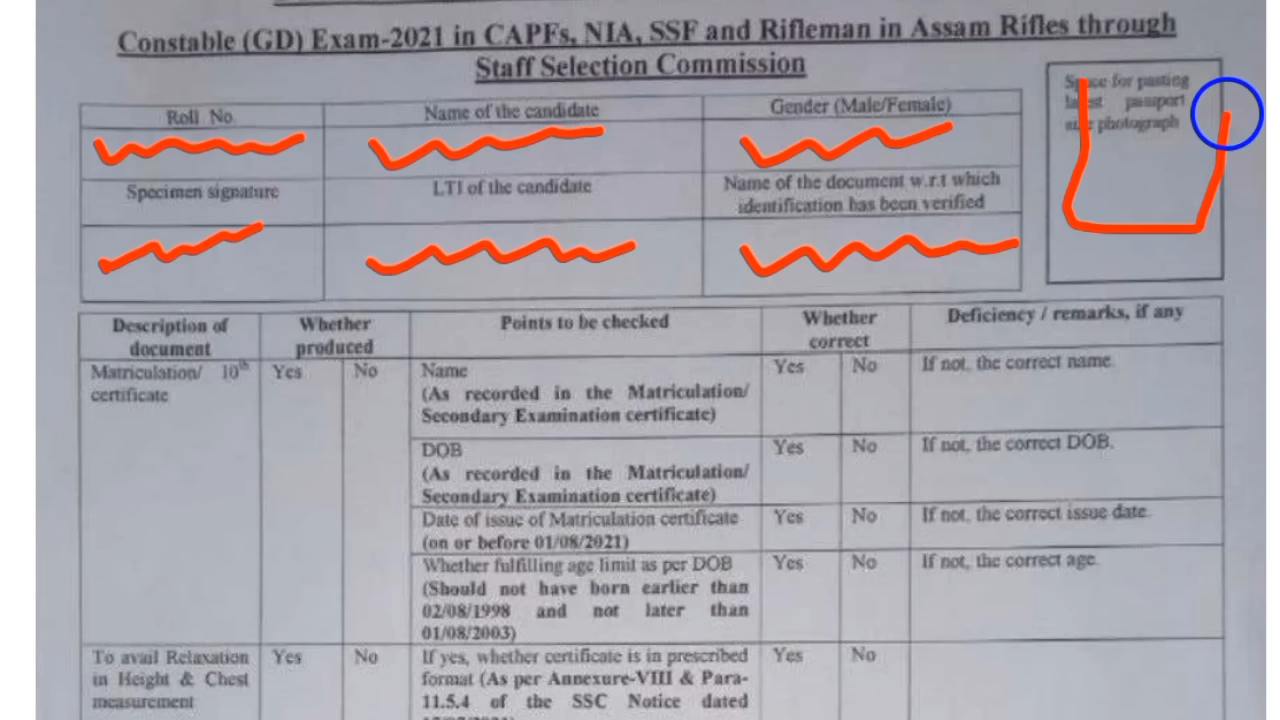 Constable (GD) Exam-2021 in CAPFs, NIA, SSF and Rifleman in Assam Rifles through
Staff Selection Commission
Roll No.
Name of the candidate
Gender (Male/Female)
Space for pasting
latest passport
size photograph
Specimen signature
LTI of the candidate
Name of the document w.r.t which
identification has been verified
Description of
document
Whether
produced
Points to be checked
Whether
correct
Deficiency / remarks, if any
Matriculation/ 10th
certificate
Yes
No
Name
(As recorded in the Matriculation/
Secondary Examination certificate)
Yes
No
If not, the correct name.
DOB
(As recorded in the Matriculation/
Secondary Examination certificate)
Yes
No
If not, the correct DOB.
Date of issue of Matriculation certificate
(on or before 01/08/2021)
Yes
No
If not, the correct issue date.
Whether fulfilling age limit as per DOB
(Should not have born earlier than
02/08/1998 and not later than
01/08/2003)
Yes
No
If not, the correct age.
To avail Relaxation
in Height & Chest
measurement
Yes
No
If yes, whether certificate is in prescribed
format (As per Annexure-VIII & Para-
11.5.4 of the SSC Notice dated
Yes
No